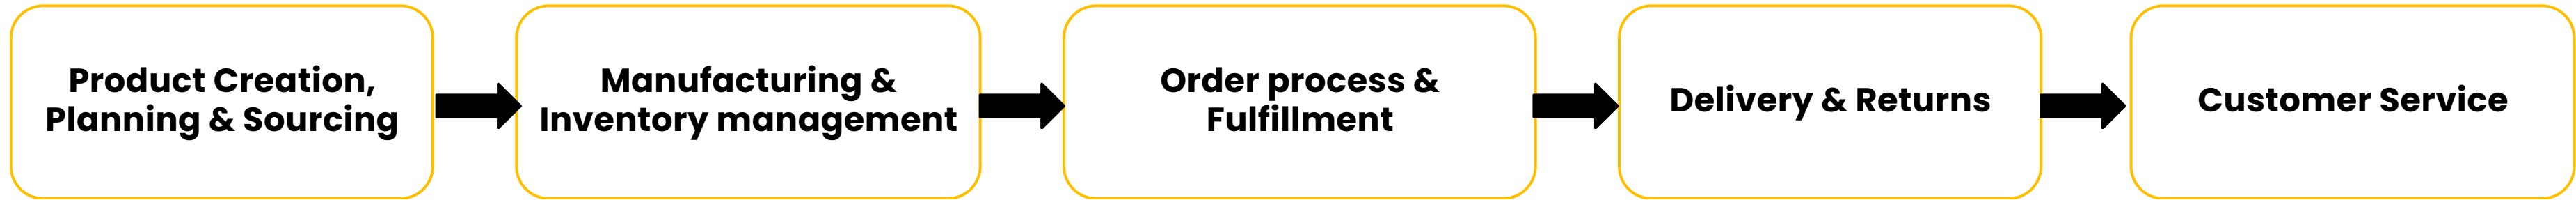 Product Creation,
Planning & Sourcing
Manufacturing &
Inventory management
Order process &
Fulfillment
Delivery & Returns
Customer Service